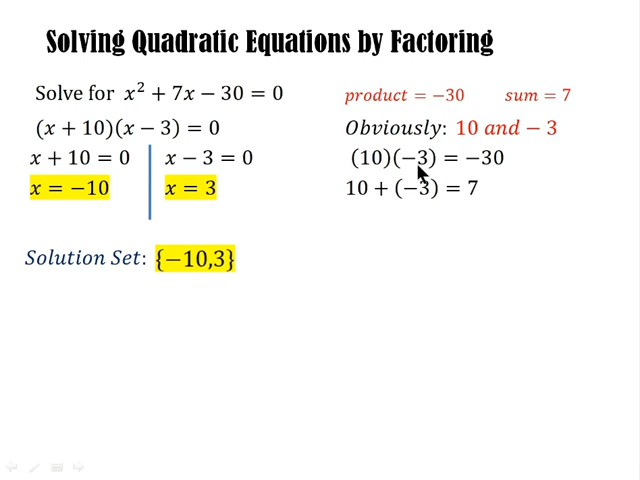 Solving Quadratic Equations by Factoring
Solve for x² + 7x − 30 = 0
(x + 10)(x − 3) = 0
x + 10 = 0
x − 3 = 0
x = −10
x = 3
Solution Set: {−10,3}
product = −30
sum = 7
Obviously: 10 and − 3
(10)(−3) = −30
10 + (−3) = 7